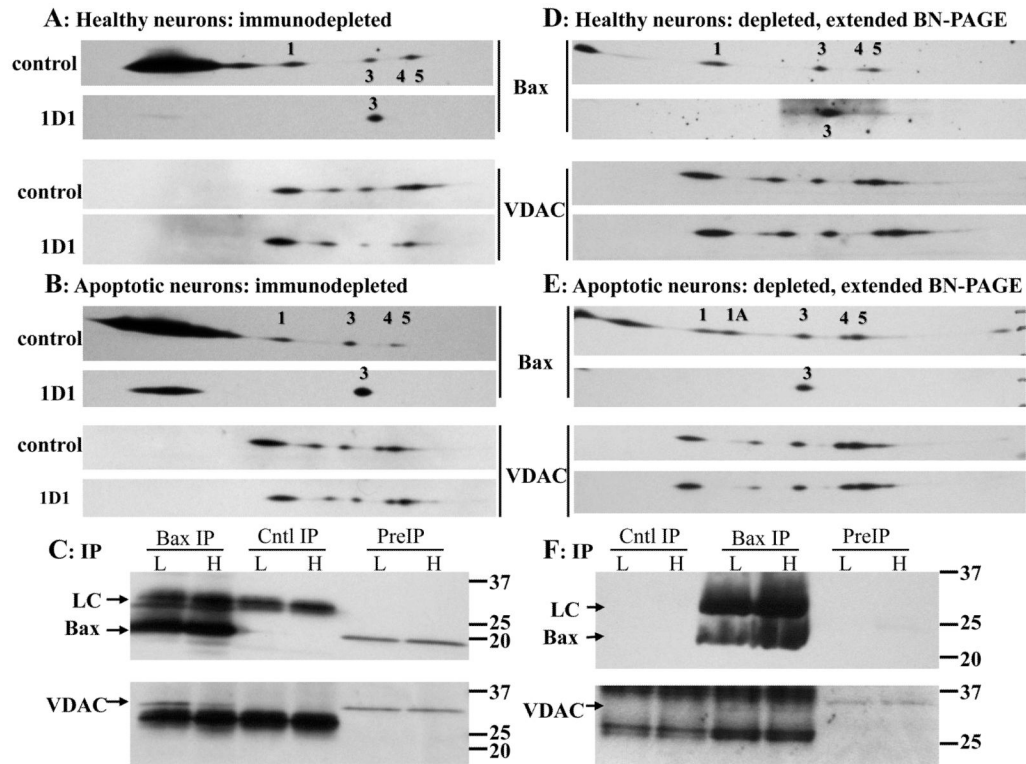 A: Healthy neurons: immunodepleted
control
1
3 4 5
1D1
3
control
1D1
B: Apoptotic neurons: immunodepleted
control
1 3 4 5
1D1
3
control
1D1
C: IP
Bax IP Cntl IP PreIP
L H L H L H
LC
Bax
37
25
20
VDAC
37
25
20
D: Healthy neurons: depleted, extended BN-PAGE
1 3 4 5
Bax
3
VDAC
E: Apoptotic neurons: depleted, extended BN-PAGE
1 1A 3 4 5
Bax
3
VDAC
F: IP
Cntl IP Bax IP PreIP
L H L H L H
LC
Bax
37
25
20
VDAC
37
25